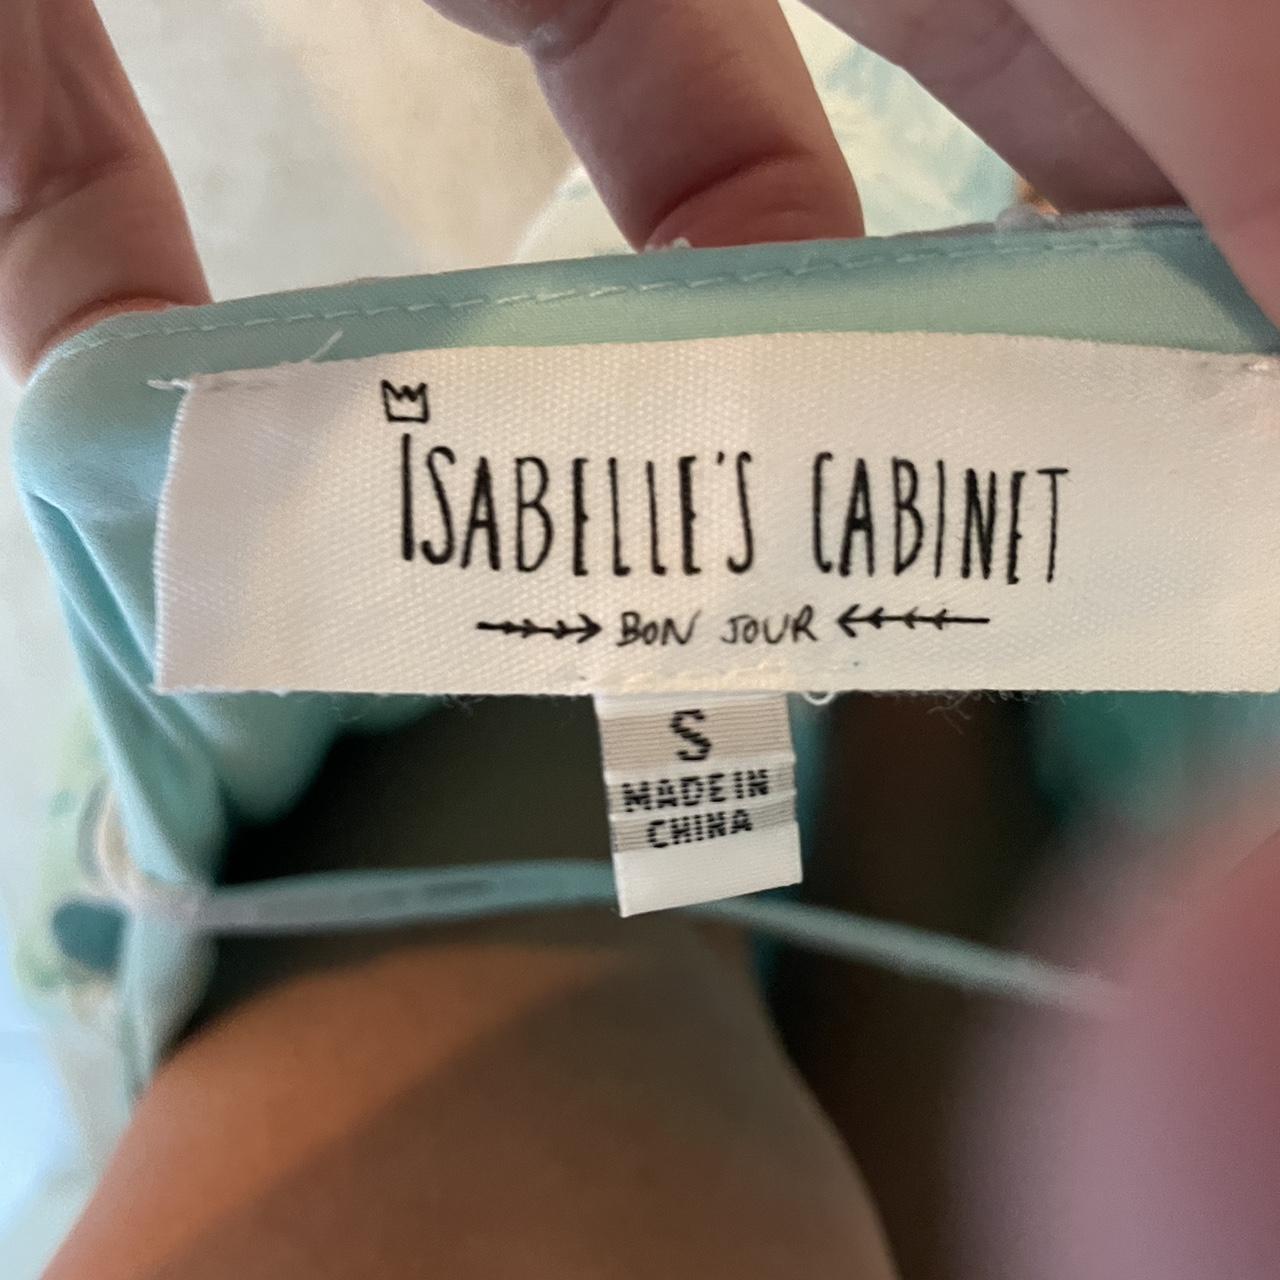 ISABELLE'S CABINET
BON JOUR
S
MADE IN
CHINA